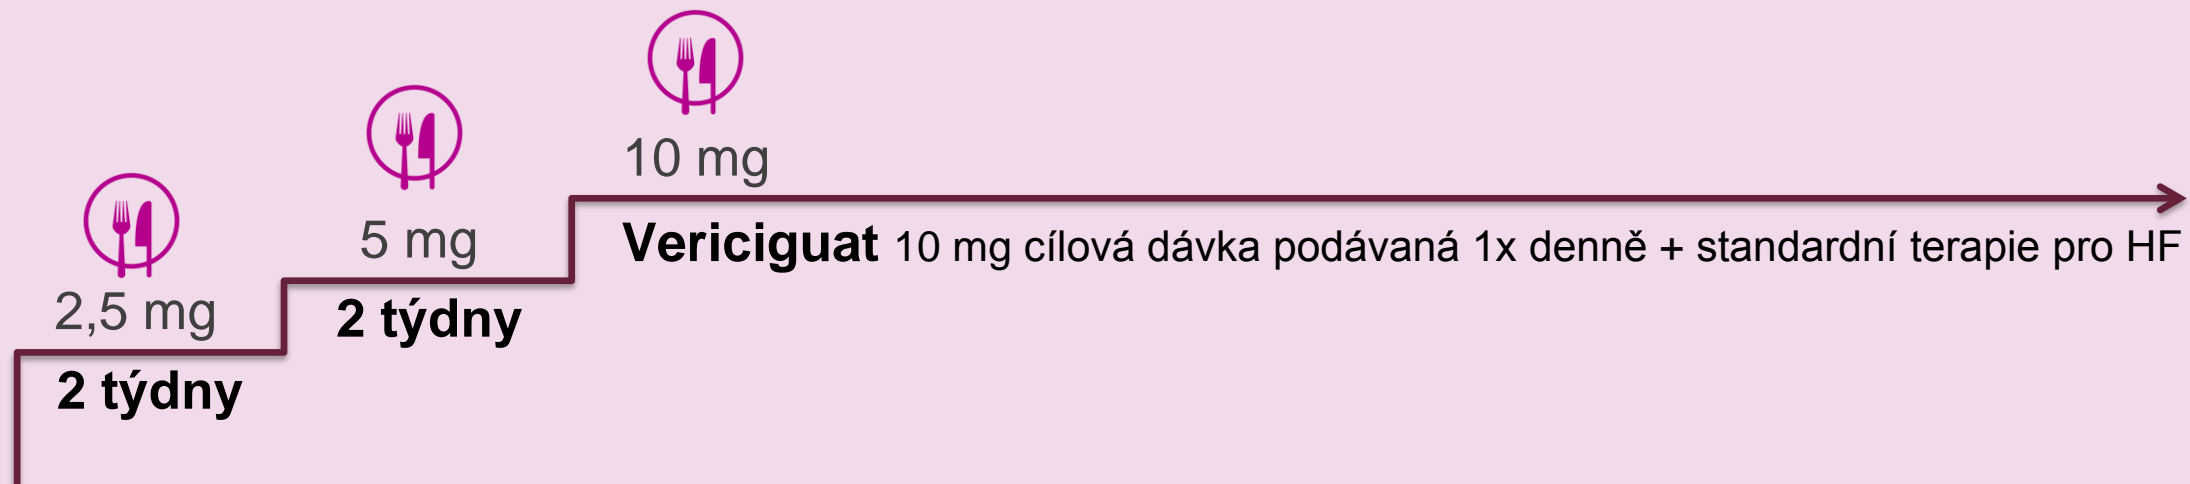 2,5 mg
2 týdny
5 mg
2 týdny
10 mg
Vericiguat 10 mg cílová dávka podávaná 1x denně + standardní terapie pro HF